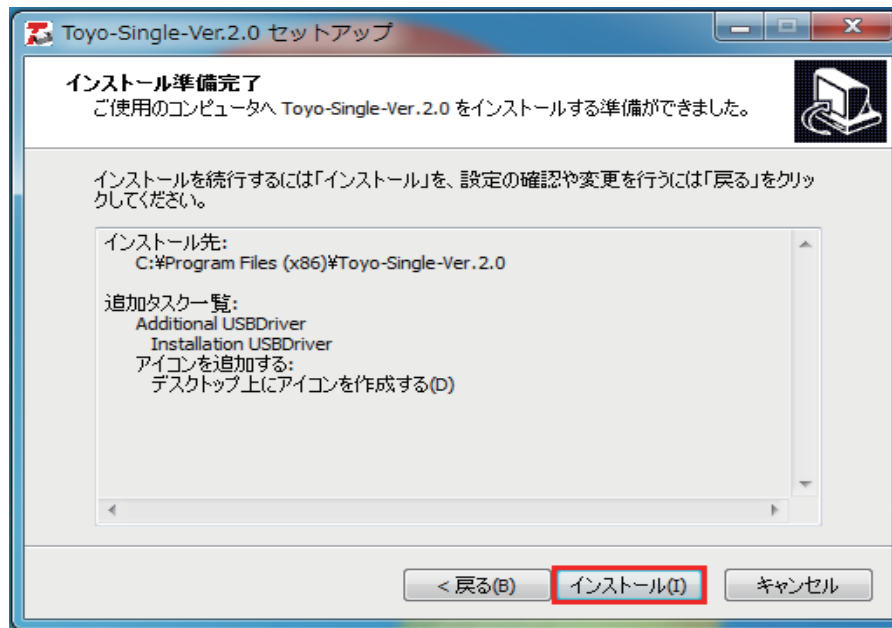 Toyo-Single-Ver.2.0 セットアップ
インストール準備完了
ご使用のコンピュータへ Toyo-Single-Ver.2.0 をインストールする準備ができました。
インストールを続行するには「インストール」を、設定の確認や変更を行うには「戻る」をクリッ
クしてください。
インストール先:
C:¥Program Files (x86)¥Toyo-Single-Ver.2.0
追加タスク一覧:
Additional USBDriver
Installation USBDriver
アイコンを追加する:
デスクトップ上にアイコンを作成する(D)
< 戻る(B)
インストール(I)
キャンセル